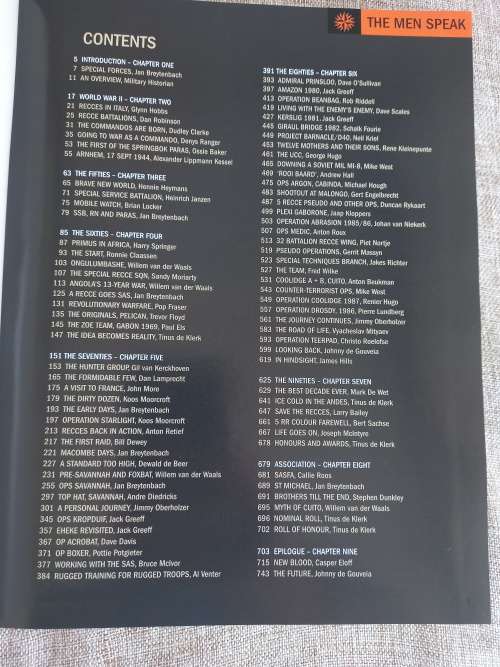 THE MEN SPEAK
CONTENTS
5 INTRODUCTION – CHAPTER ONE
7 SPECIAL FORCES, Jan Breytenbach
11 AN OVERVIEW, Military Historian
17 WORLD WAR II – CHAPTER TWO
21 RECCES IN ITALY, Glynn Hobbs
25 RECCE BATTALIONS, Dan Robinson
31 THE COMMANDOS ARE BORN, Dudley Clerke
35 GOING TO WAR AS A COMMANDO, Denys Ranger
53 THE FIRST OF THE SPRINGBOK PARAS, Ossie Baker
55 ARNHEM, 17 SEPT 1944, Alexander Lippmann Kessel
63 THE FIFTIES – CHAPTER THREE
65 BRAVE NEW WORLD, Hennie Heymans
71 SPECIAL SERVICE BATTALION, Heinrich Janzen
75 MOBILE WATCH, Brian Locker
79 SSB, RN AND PARAS, Jan Breytenbach
85 THE SIXTIES – CHAPTER FOUR
87 PRIMUS IN AFRICA, Harry Springer
93 THE START, Ronnie Claassen
103 ONGULUMBASHE, Willem van der Waals
107 THE SPECIAL RECCE SQN, Sandy Moriarty
113 ANGOLA'S 13-YEAR WAR, Willem van der Waals
125 A RECCE GOES SAS, Jan Breytenbach
131 REVOLUTIONARY WARFARE, Pop Fraser
135 THE ORIGINALS, PELICAN, Trevor Floyd
145 THE ZOE TEAM, GABON 1969, Paul Els
147 THE IDEA BECOMES REALITY, Tinus de Klerk
151 THE SEVENTIES – CHAPTER FIVE
153 THE HUNTER GROUP, Gil van Kerckhoven
165 THE FORMIDABLE FEW, Dan Lamprecht
175 A VISIT TO FRANCE, John More
179 THE DIRTY DOZEN, Koos Moorcroft
193 THE EARLY DAYS, Jan Breytenbach
197 OPERATION STARLIGHT, Koos Moorcroft
213 RECCES BACK IN ACTION, Anton Retief
217 THE FIRST RAID, Bill Dewey
221 MACOMBE DAYS, Jan Breytenbach
227 A STANDARD TOO HIGH, Dewald de Beer
231 PRE-SAVANNAH AND FOXBAT, Willem van der Waals
255 OPS SAVANNAH, Jan Breytenbach
297 TOP HAT, SAVANNAH, Andre Diedricks
301 A PERSONAL JOURNEY, Jimmy Oberholzer
345 OPS KROPDUIF, Jack Greeff
357 EHEKE REVISITED, Jack Greeff
367 OP ACROBAT, Dave Davis
371 OP BOXER, Pottie Potgieter
377 WORKING WITH THE SAS, Bruce McIvor
384 RUGGED TRAINING FOR RUGGED TROOPS, Al Venter
391 THE EIGHTIES – CHAPTER SIX
393 ADMIRAL PRINSLOO, Dave O'Sullivan
397 AMAZON 1980, Jack Greeff
413 OPERATION BEANBAG, Rob Riddell
419 LIVING WITH THE ENEMY'S ENEMY, Dave Scales
427 KERSLIG 1981, Jack Greeff
445 GIRAUL BRIDGE 1982, Schalk Fourie
449 PROJECT BARNACLE/D40, Neil Kriel
453 TWELVE MOTHERS AND THEIR SONS, Rene Kleinepunte
461 THE UCC, George Hugo
465 DOWNING A SOVIET MIL MI-8, Mike West
469 'ROOI BAARD', Andrew Hall
475 OPS ARGON, CABINDA, Michael Hough
483 SHOOTOUT AT MALONGO, Gert Engelbrecht
487 5 RECCE PSEUDO AND OTHER OPS, Duncan Rykaart
499 PLEXI GABORONE, Jaap Kloppers
503 OPERATION ABRASION 1985/86, Johan van Niekerk
507 OPS MEDIC, Anton Roux
513 32 BATTALION RECCE WING, Piet Nortje
519 PSEUDO OPERATIONS, Gerrit Massyn
523 SPECIAL TECHNIQUES BRANCH, Jakes Richter
527 THE TEAM, Fred Wilke
531 COOLIDGE A + B, CUITO, Anton Beukman
543 COUNTER-TERRORIST OPS, Mike West
549 OPERATION COOLIDGE 1987, Renier Hugo
557 OPERATION DROSDY, 1986, Pierre Lundberg
561 THE JOURNEY CONTINUES, Jimmy Oberholzer
583 THE ROAD OF LIFE, Vyacheslav Mityaev
593 OPERATION TEERPAD, Christo Roelofse
599 LOOKING BACK, Johnny de Gouveia
619 IN HINDSIGHT, James Hills
625 THE NINETIES – CHAPTER SEVEN
629 THE BEST DECADE EVER, Mark De Wet
641 ICE COLD IN THE ANDES, Tinus de Klerk
647 SAVE THE RECCES, Larry Bailey
661 5 RR COLOUR FAREWELL, Bert Sachse
667 LIFE GOES ON, Joseph McIntyre
678 HONOURS AND AWARDS, Tinus de Klerk
679 ASSOCIATION – CHAPTER EIGHT
681 SASFA, Callie Roos
689 ST MICHAEL, Jan Breytenbach
691 BROTHERS TILL THE END, Stephen Dunkley
695 MYTH OF CUITO, Willem van der Waals
696 NOMINAL ROLL, Tinus de Klerk
702 ROLL OF HONOUR, Tinus de Klerk
703 EPILOGUE – CHAPTER NINE
715 NEW BLOOD, Casper Eloff
743 THE FUTURE, Johnny de Gouveia